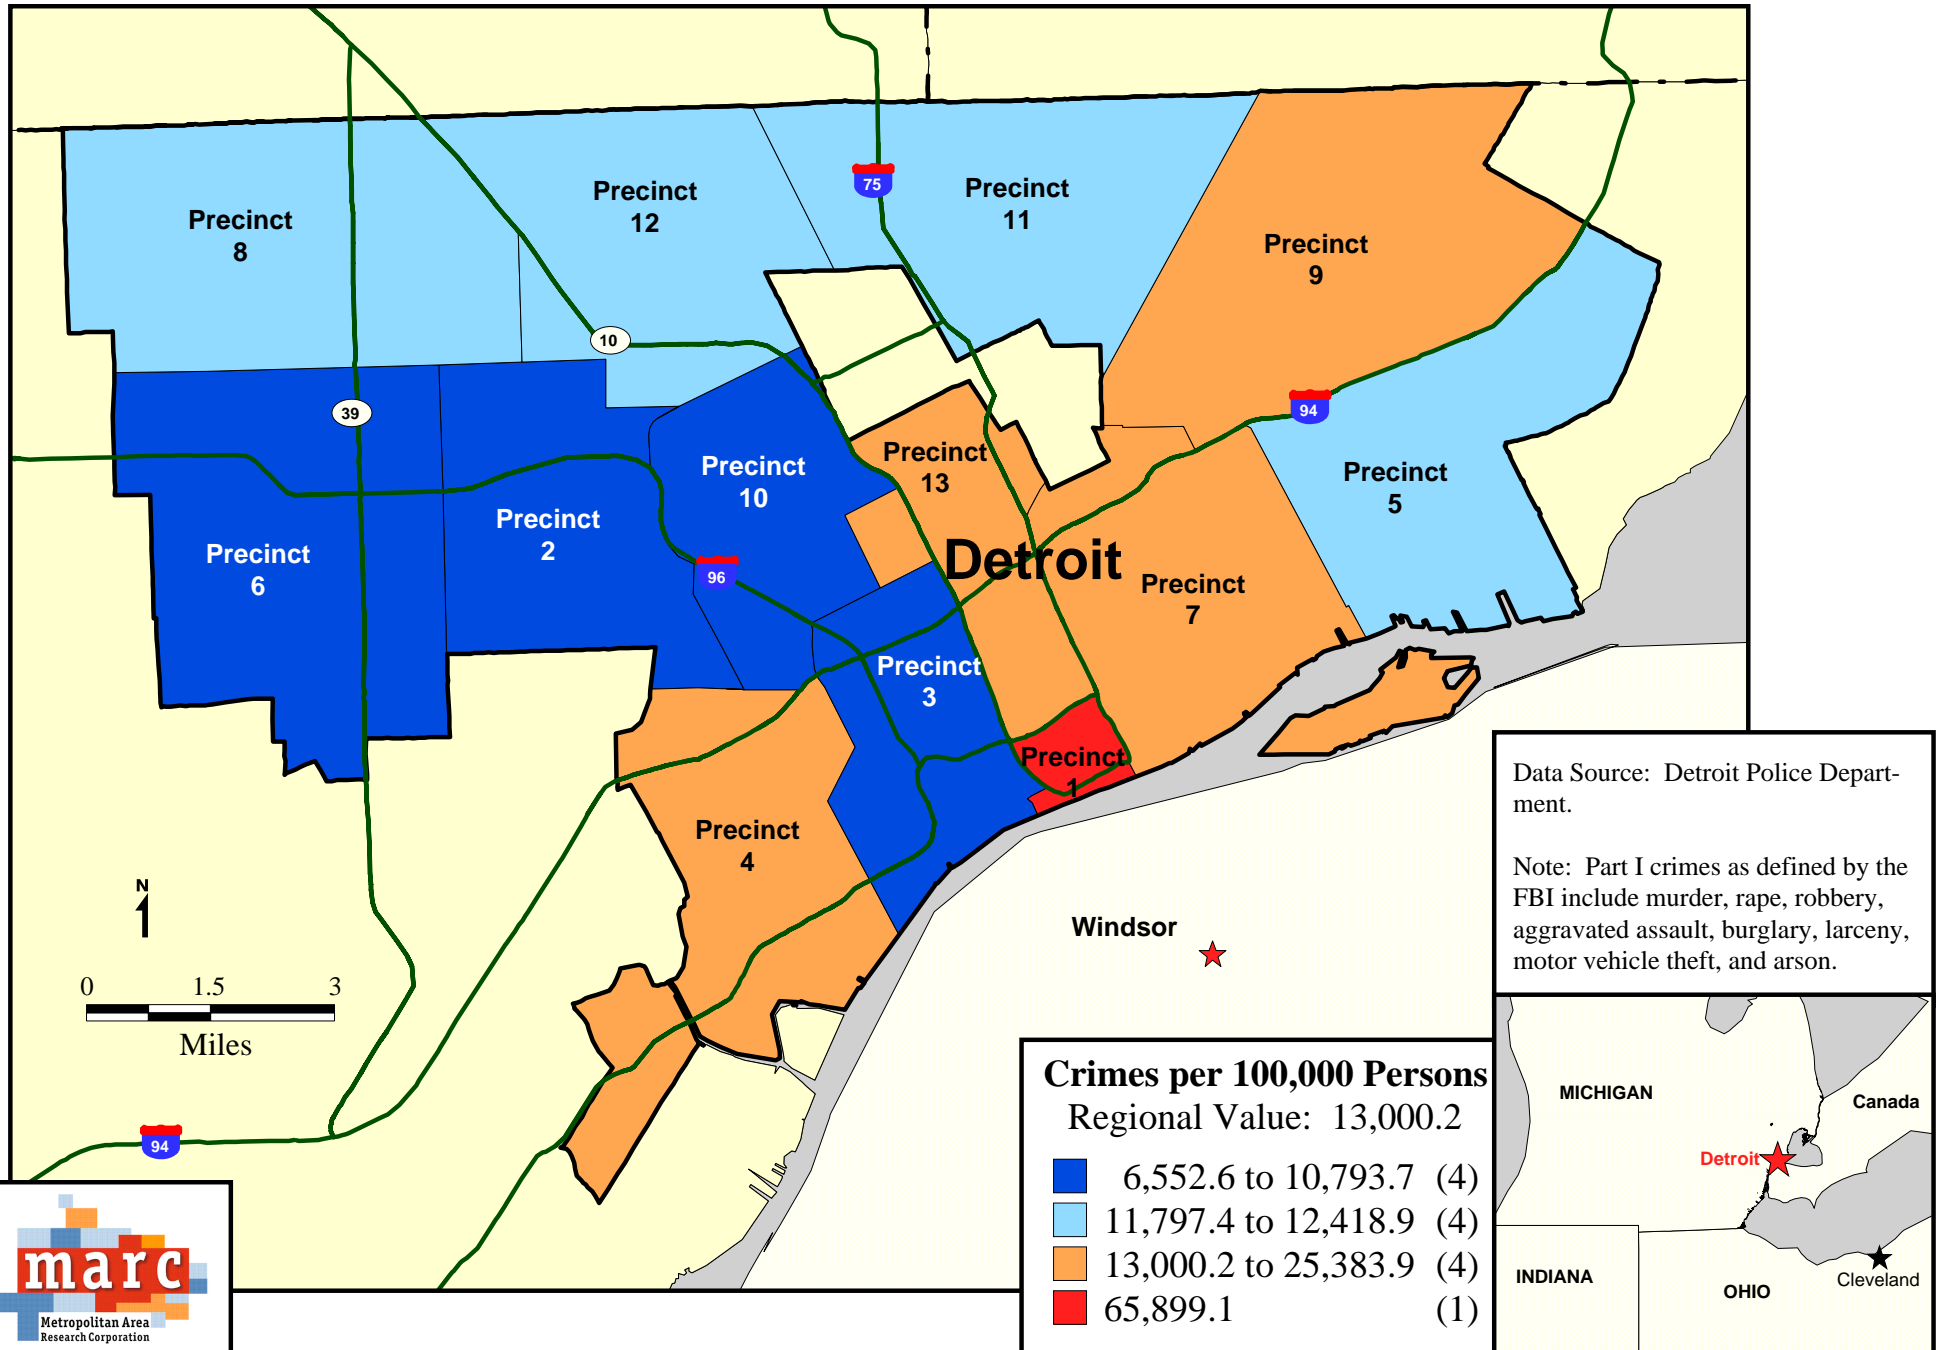 Precinct
8
Precinct
12
75
Precinct
11
Precinct
9
10
39
94
Precinct
13
Precinct
10
Precinct
5
Precinct
2
Precinct
6
96
Detroit
Precinct
7
Precinct
3
Precinct
1
Precinct
4
Windsor
N
0 1.5 3
Miles
94
Data Source: Detroit Police Depart-
ment.
Note: Part I crimes as defined by the
FBI include murder, rape, robbery,
aggravated assault, burglary, larceny,
motor vehicle theft, and arson.
Crimes per 100,000 Persons
Regional Value: 13,000.2
6,552.6 to 10,793.7 (4)
11,797.4 to 12,418.9 (4)
13,000.2 to 25,383.9 (4)
65,899.1 (1)
MICHIGAN
Canada
Detroit
INDIANA
OHIO
Cleveland
marc
Metropolitan Area
Research Corporation